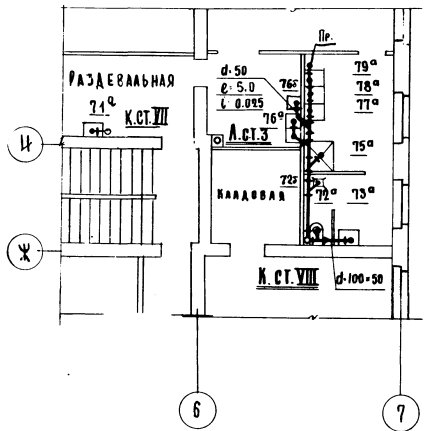 Пр.
РАЗДЕВАЛЬНАЯ
d=50
l=5.0
i=0.025
76б
79а
78а
77а
71а
К.СТ.VII
Л.СТ.3
76а
75а
И
КЛАДОВАЯ
72б
72а
73а
Ж
К.СТ.VIII
d=100=50
6
7